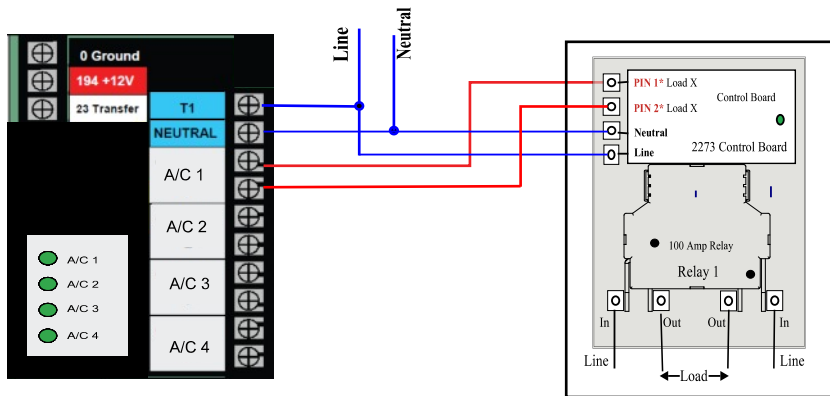 0 Ground
194 +12V
23 Transfer
T1
NEUTRAL
A/C 1
A/C 2
A/C 3
A/C 4
A/C 1
A/C 2
A/C 3
A/C 4
Line
Neutral
PIN 1* Load X
PIN 2* Load X
Neutral
Line
Control Board
2273 Control Board
100 Amp Relay
Relay 1
In
Out
Out
In
Line
Load
Line